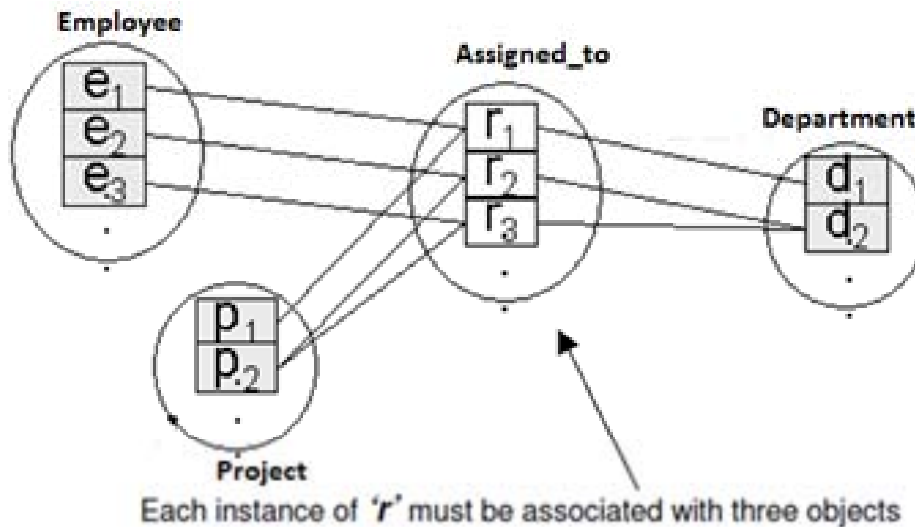 Employee
Assigned_to
Department
e1
e2
e3
r1
r2
r3
d1
d2
p1
p2
Project
Each instance of ‘r’ must be associated with three objects